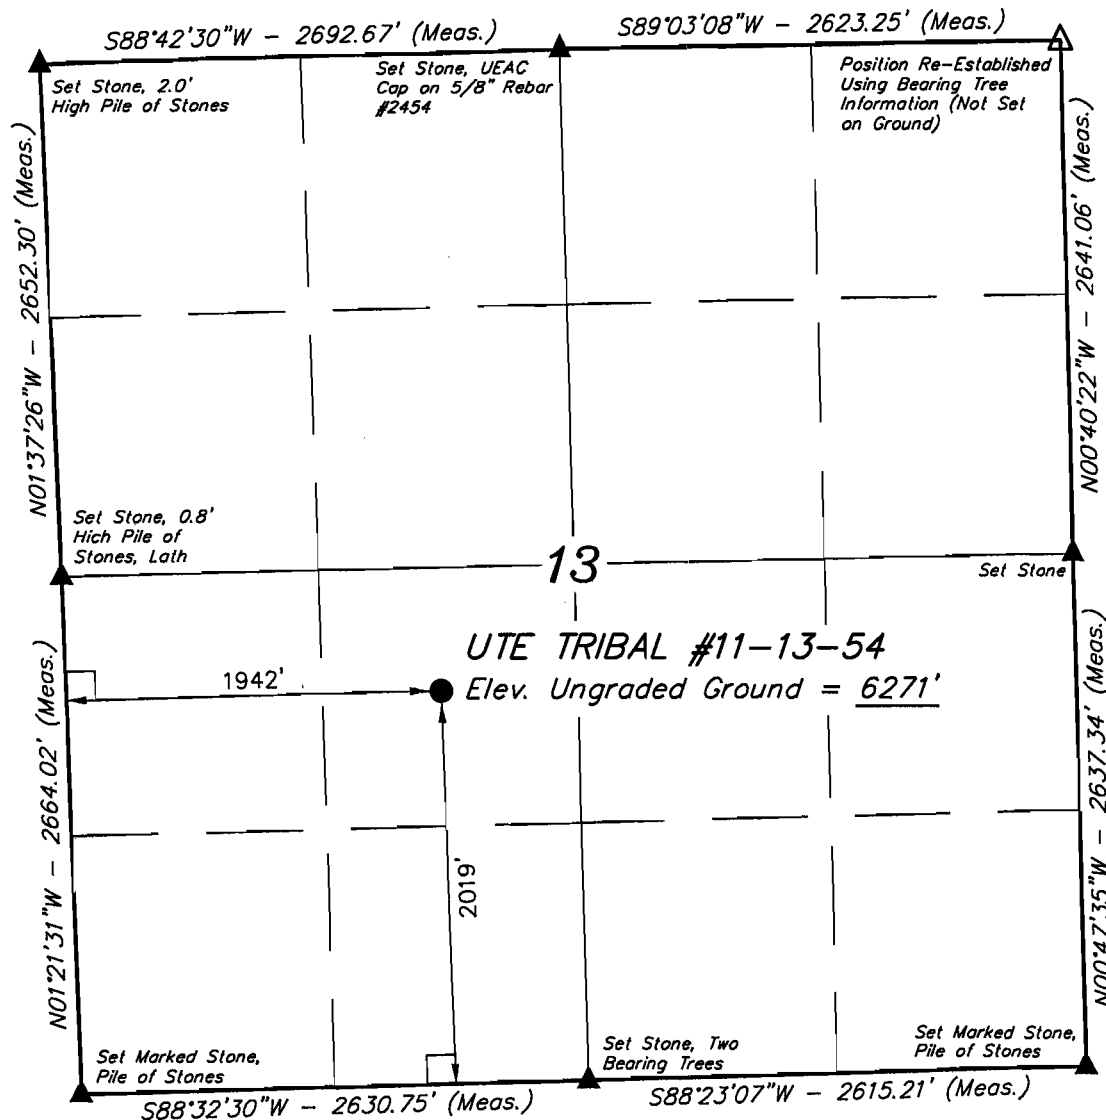 S88°42'30"W - 2692.67' (Meas.)
S89°03'08"W - 2623.25' (Meas.)
Set Stone, 2.0'
High Pile of Stones
Set Stone, UEAC
Cap on 5/8" Rebar
#2454
Position Re-Established
Using Bearing Tree
Information (Not Set
on Ground)
N01°37'26"W - 2652.30' (Meas.)
N00°40'22"W - 2641.06' (Meas.)
Set Stone, 0.8'
Hich Pile of
Stones, Lath
13
Set Stone
UTE TRIBAL #11-13-54
Elev. Ungraded Ground = 6271'
1942'
2019'
N01°21'31"W - 2664.02' (Meas.)
N00°47'35"W - 2637.34' (Meas.)
Set Marked Stone,
Pile of Stones
Set Stone, Two
Bearing Trees
Set Marked Stone,
Pile of Stones
S88°32'30"W - 2630.75' (Meas.)
S88°23'07"W - 2615.21' (Meas.)